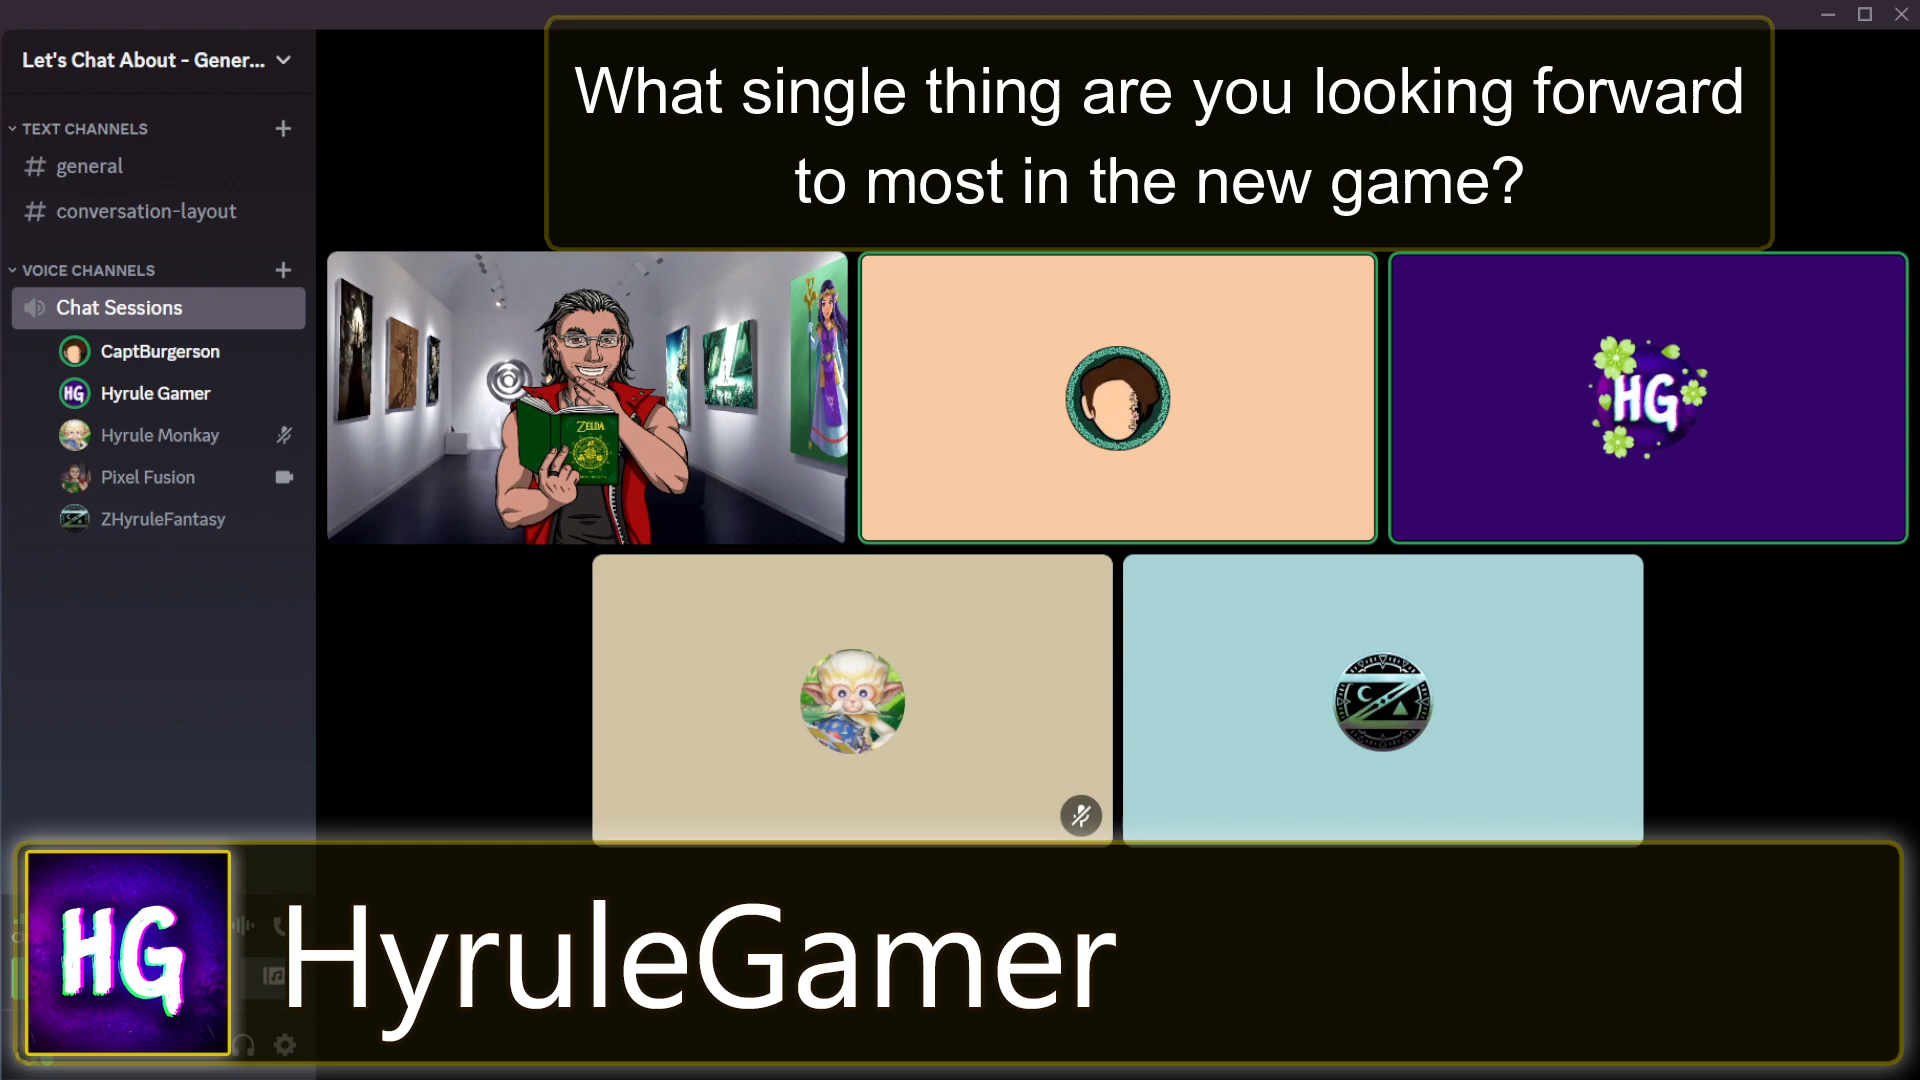 Let's Chat About - Gener...
TEXT CHANNELS
# general
# conversation-layout
VOICE CHANNELS
Chat Sessions
CaptBurgerson
HG Hyrule Gamer
Hyrule Monkay
Pixel Fusion
ZHyruleFantasy
What single thing are you looking forward
to most in the new game?
ZELDA
HG
HG
HyruleGamer